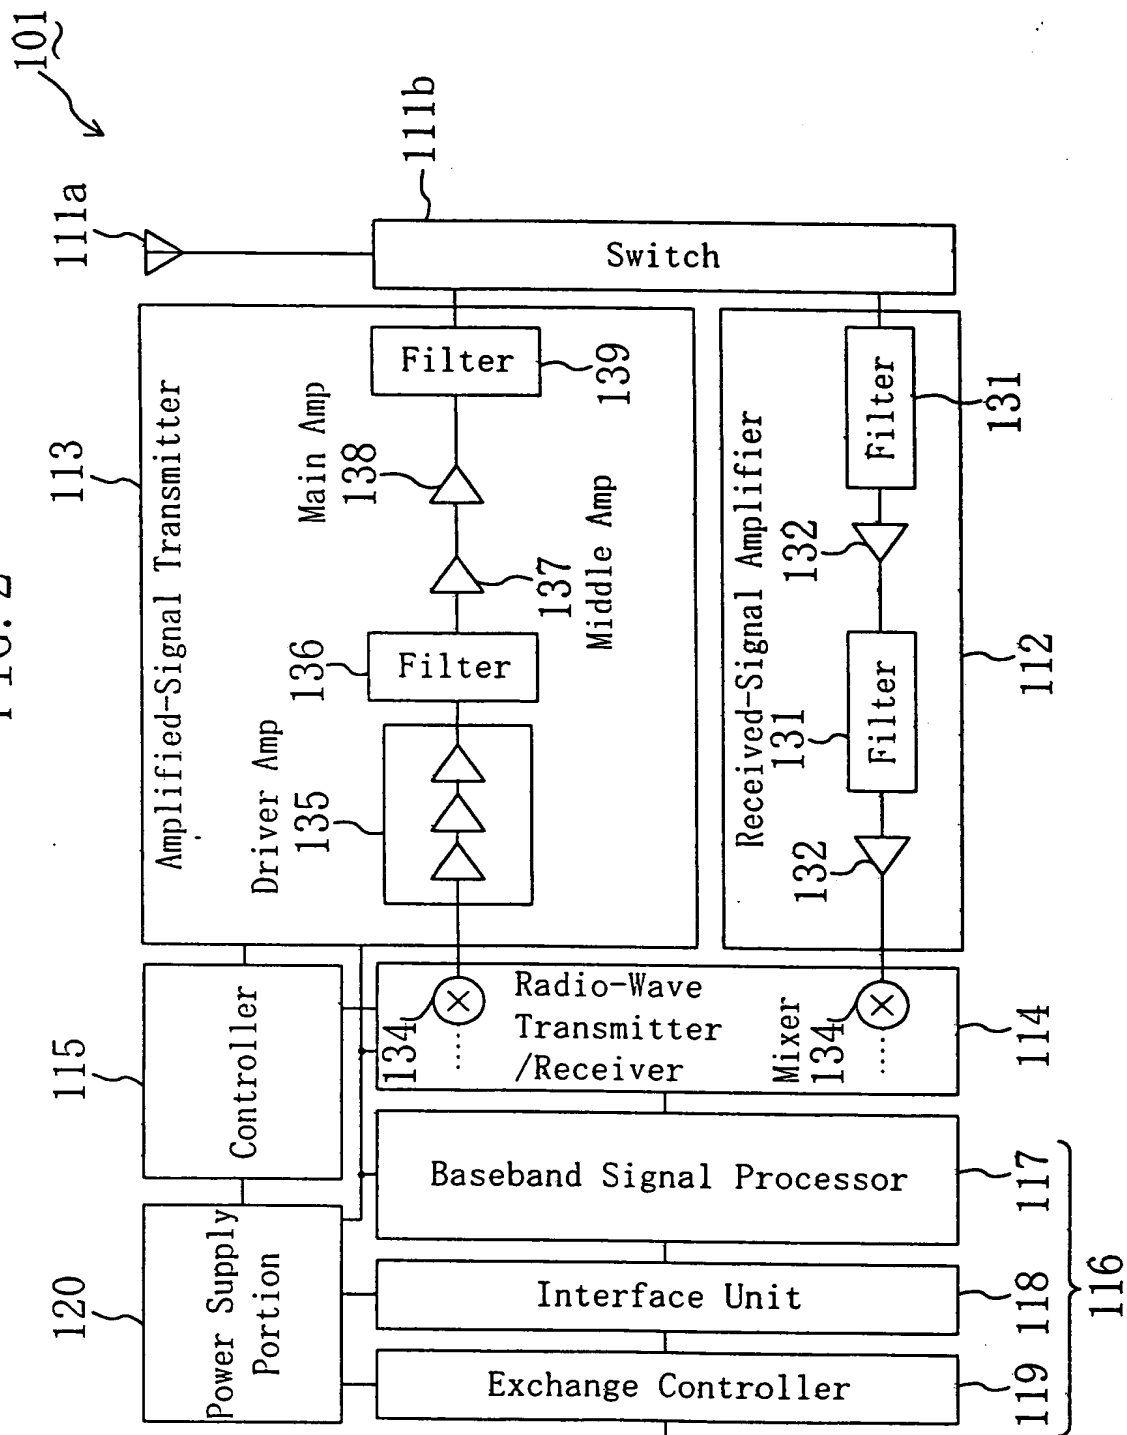 FIG. 2
101
111a
111b
Switch
113
Amplified-Signal Transmitter
Filter
139
Main Amp
138
137
Middle Amp
136
Filter
Driver Amp
135
Received-Signal Amplifier
Filter
131
132
131
Filter
132
112
115
Controller
134
Radio-Wave
Transmitter
/Receiver
Mixer
134
114
120
Power Supply
Portion
Baseband Signal Processor
117
Interface Unit
118
Exchange Controller
119
116